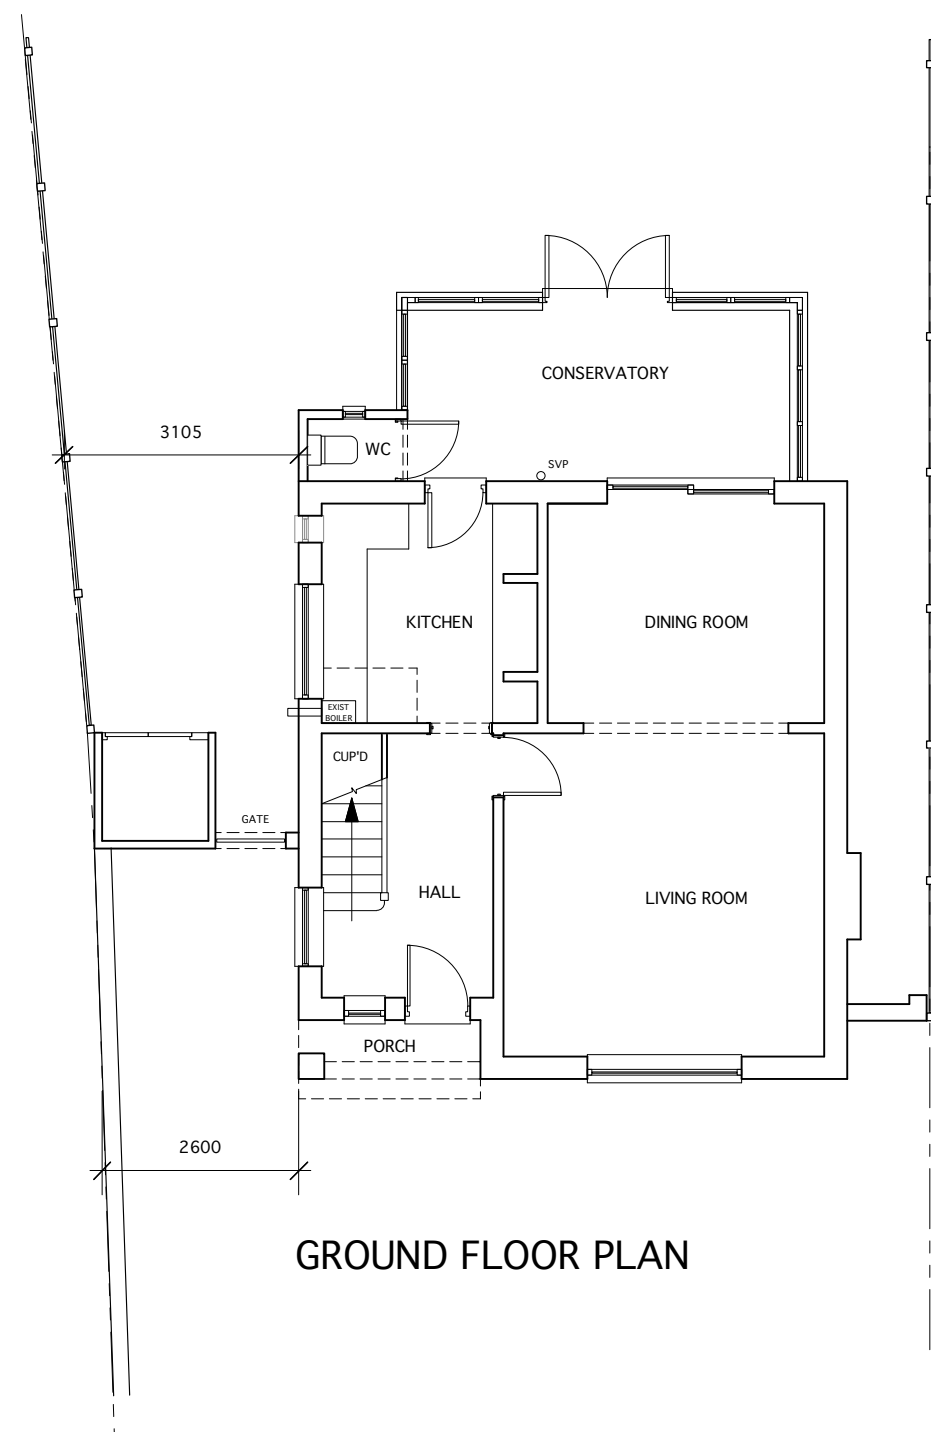 CONSERVATORY
3105
WC
SVP
KITCHEN
DINING ROOM
EXIST
BOILER
CUP'D
GATE
HALL
LIVING ROOM
PORCH
2600
GROUND FLOOR PLAN